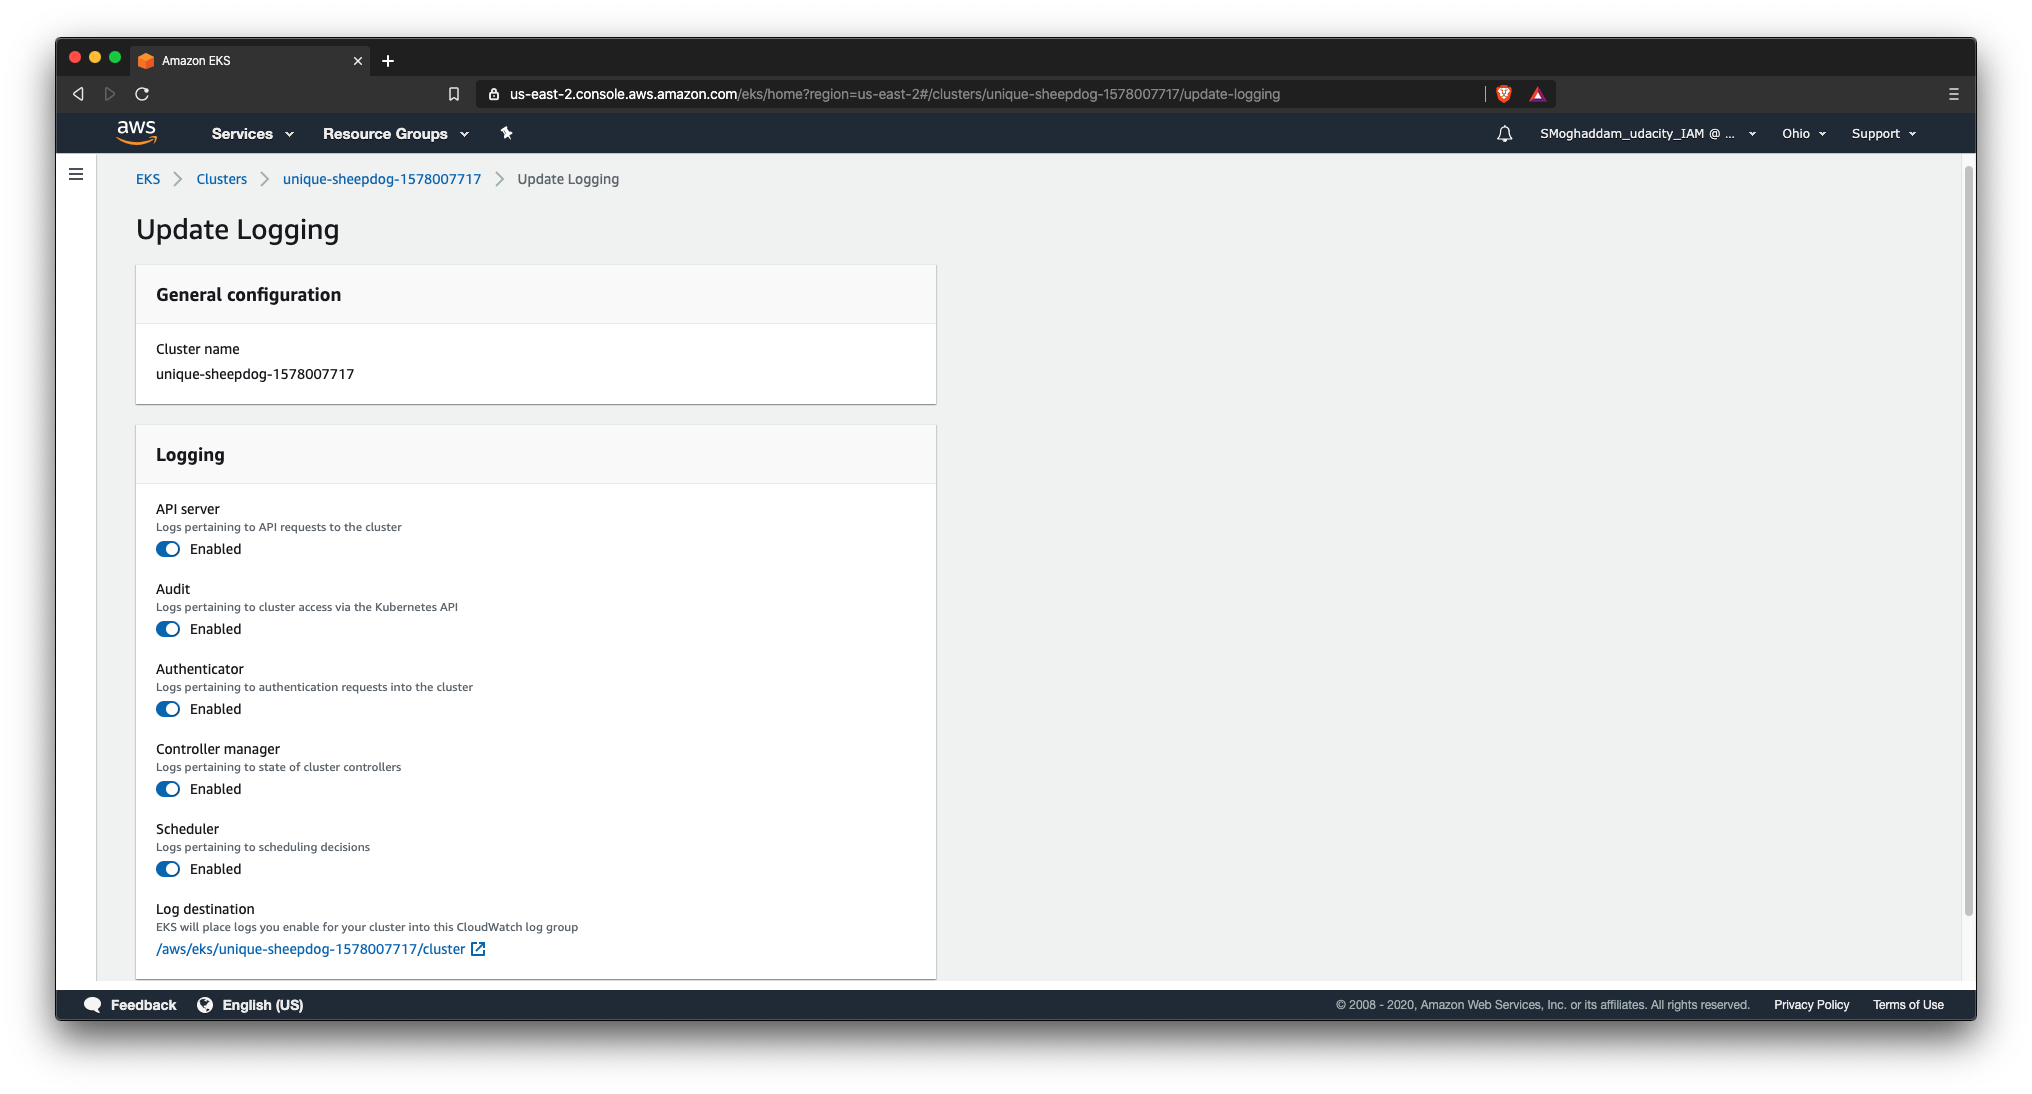 Amazon EKS
us-east-2.console.aws.amazon.com/eks/home?region=us-east-2#/clusters/unique-sheepdog-1578007717/update-logging
aws Services Resource Groups SMoghaddam_udacity_IAM @ ... Ohio Support
EKS Clusters unique-sheepdog-1578007717 Update Logging
Update Logging
General configuration
Cluster name
unique-sheepdog-1578007717
Logging
API server
Logs pertaining to API requests to the cluster
Enabled
Audit
Logs pertaining to cluster access via the Kubernetes API
Enabled
Authenticator
Logs pertaining to authentication requests into the cluster
Enabled
Controller manager
Logs pertaining to state of cluster controllers
Enabled
Scheduler
Logs pertaining to scheduling decisions
Enabled
Log destination
EKS will place logs you enable for your cluster into this CloudWatch log group
/aws/eks/unique-sheepdog-1578007717/cluster
Feedback English (US) © 2008 - 2020, Amazon Web Services, Inc. or its affiliates. All rights reserved. Privacy Policy Terms of Use